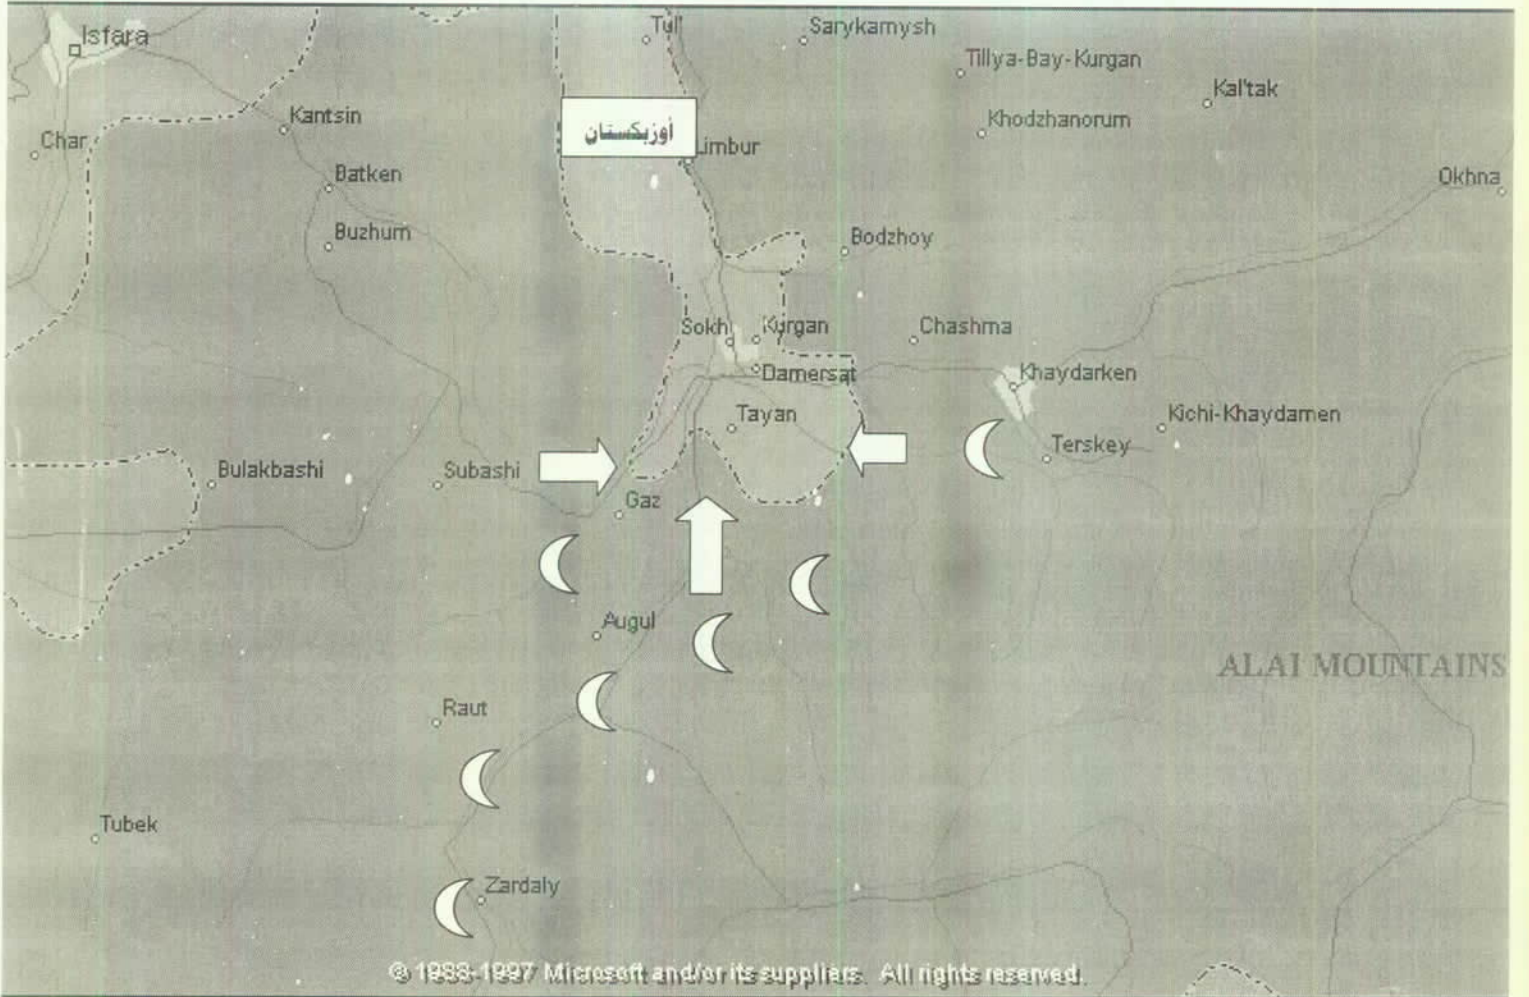 Isfara
Tul'
Sarykamysh
Tillya-Bay-Kurgan
Kal'tak
Kantsin
Khodzhanorum
أوزبكستان
Char
Limbur
Batken
Okhna
Buzhum
Bodzhoy
Sokh
Kurgan
Chashma
Damersat
Khaydarken
Tayan
Kichi-Khaydamen
Terskey
Bulakbashi
Subashi
Gaz
Augul
ALAI MOUNTAINS
Raut
Tubek
Zardaly
© 1988-1997 Microsoft and/or its suppliers. All rights reserved.